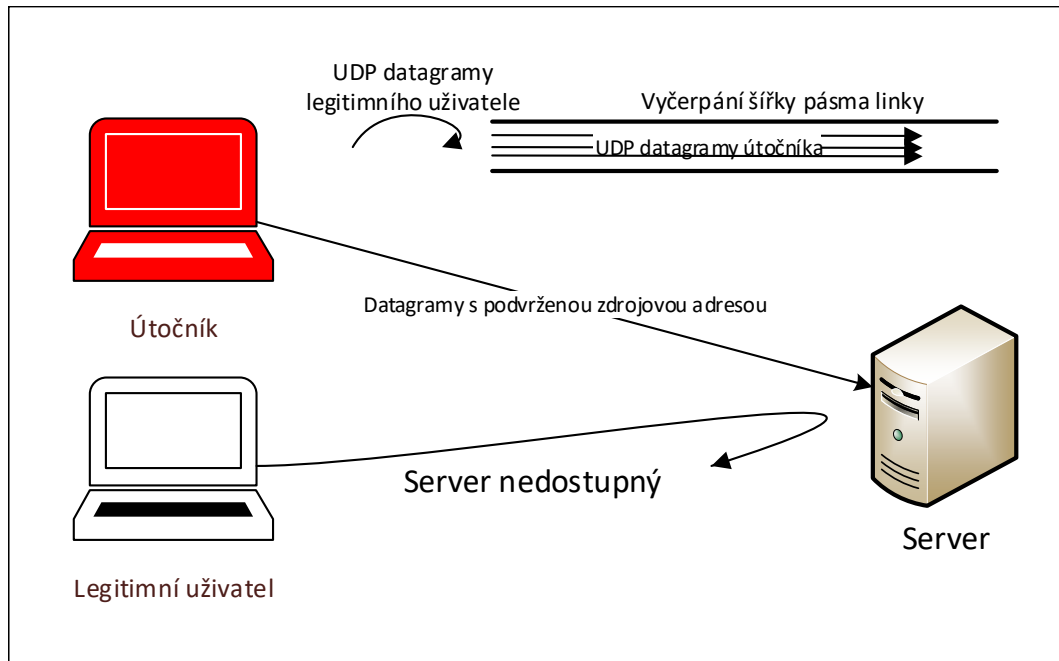 UDP datagramy
legitimního uživatele
Vyčerpání šířky pásma linky
UDP datagramy útočníka
Datagramy s podvrženou zdrojovou adresou
Útočník
Server nedostupný
Server
Legitimní uživatel